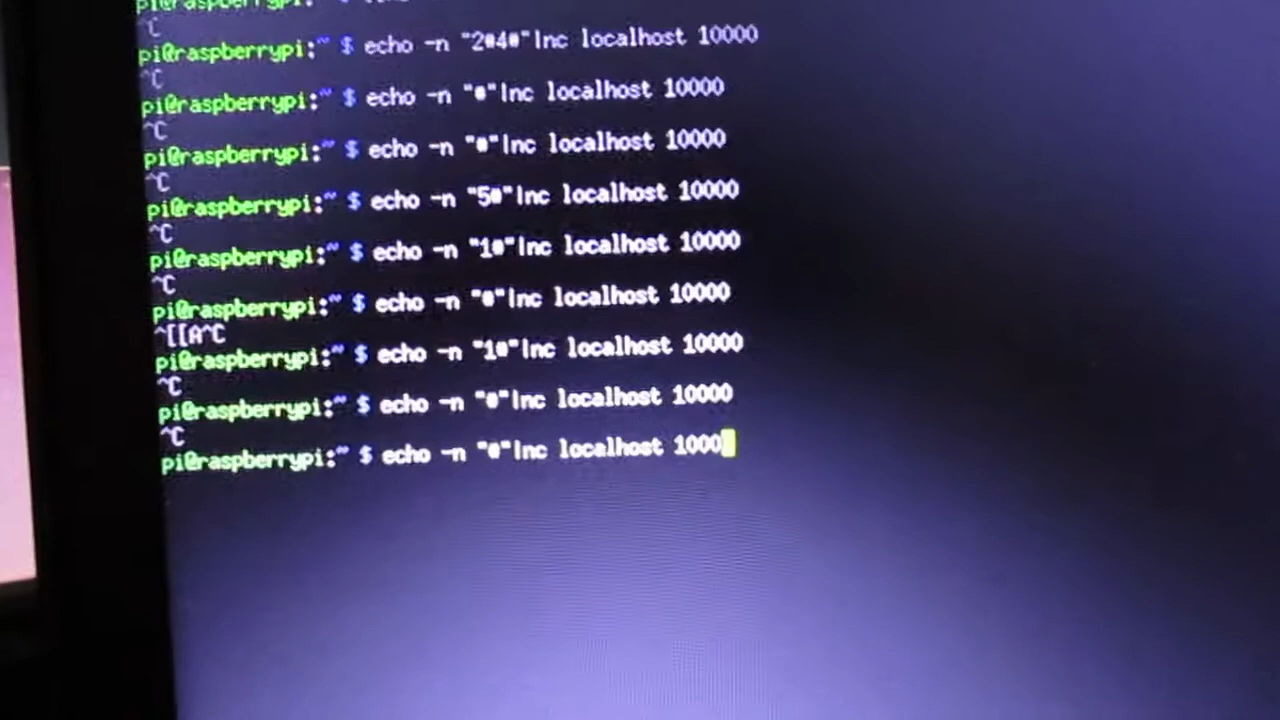 pi@raspberrypi:~ $
^C
pi@raspberrypi:~ $ echo -n "2#4#"|nc localhost 10000
^C
pi@raspberrypi:~ $ echo -n "#"|nc localhost 10000
^C
pi@raspberrypi:~ $ echo -n "#"|nc localhost 10000
^C
pi@raspberrypi:~ $ echo -n "5#"|nc localhost 10000
^C
pi@raspberrypi:~ $ echo -n "1#"|nc localhost 10000
^C
pi@raspberrypi:~ $ echo -n "#"|nc localhost 10000
^[[A^C
pi@raspberrypi:~ $ echo -n "1#"|nc localhost 10000
^C
pi@raspberrypi:~ $ echo -n "#"|nc localhost 10000
^C
pi@raspberrypi:~ $ echo -n "#"|nc localhost 1000